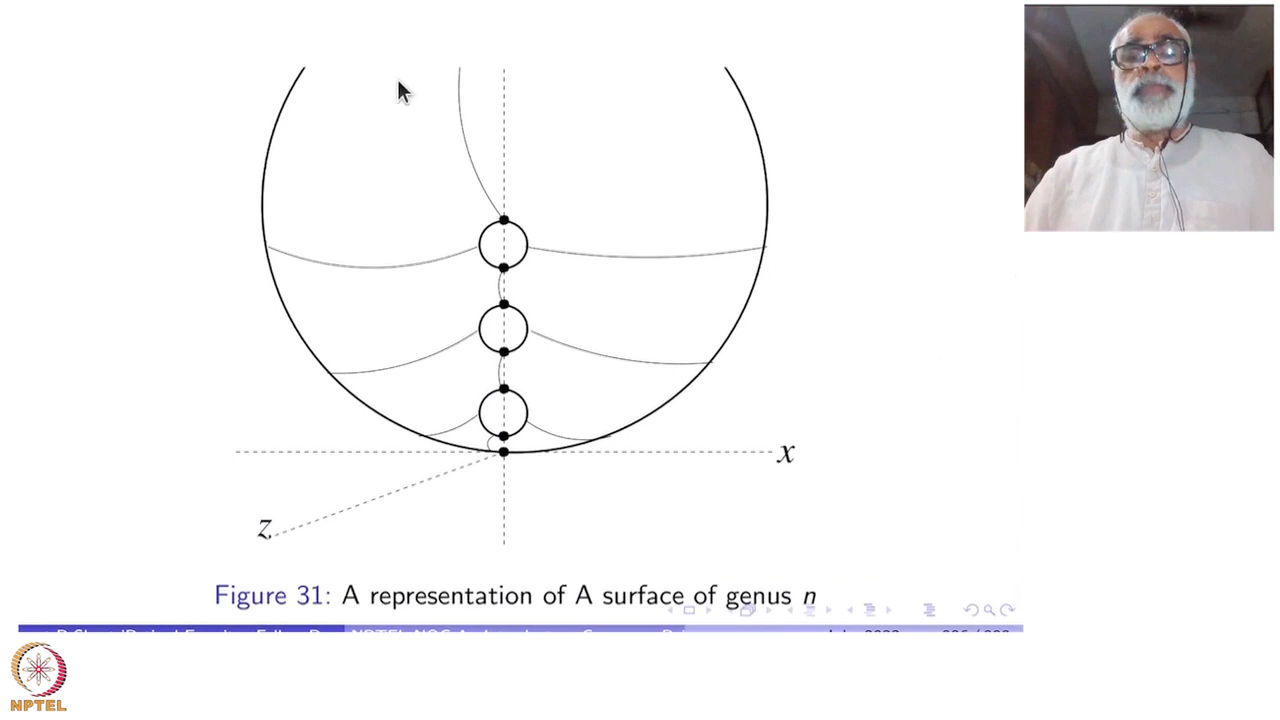 x
z
Figure 31: A representation of A surface of genus n
NPTEL